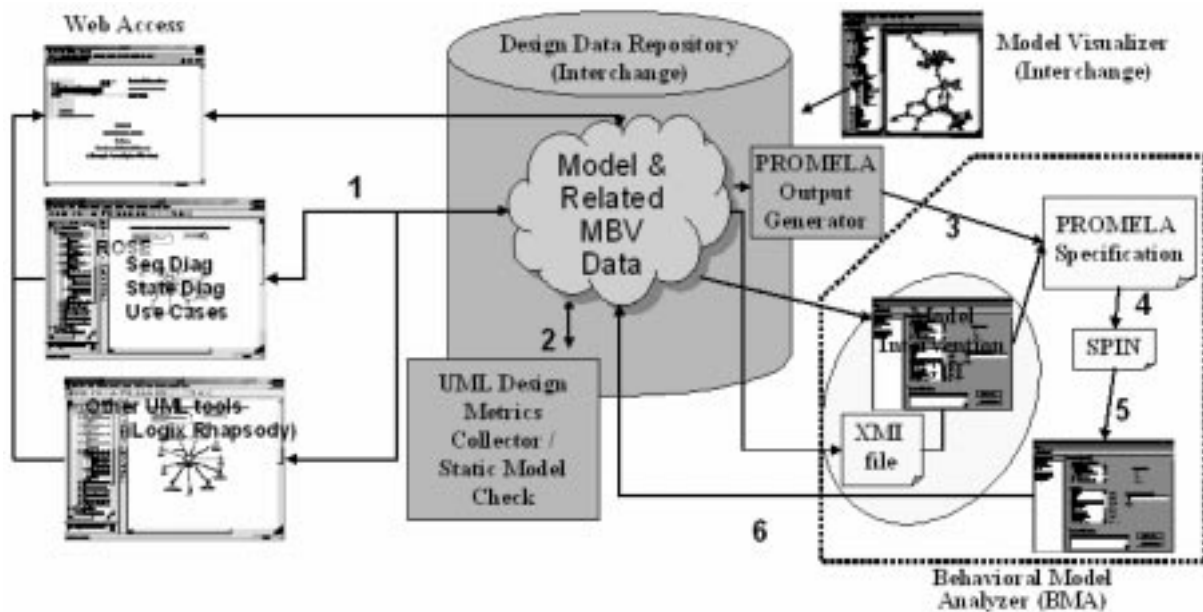 Web Access
Design Data Repository
(Interchange)
Model Visualizer
(Interchange)
Model &
Related
MBV
Data
PROMELA
Output
Generator
1
ROSE
Seq Diag
State Diag
Use Cases
2
3
PROMELA
Specification
4
SPIN
Model
Intervention
5
Other UML tools-
(iLogix Rhapsody)
UML Design
Metrics
Collector /
Static Model
Check
XMI
file
6
Behavioral Model
Analyzer (BMA)